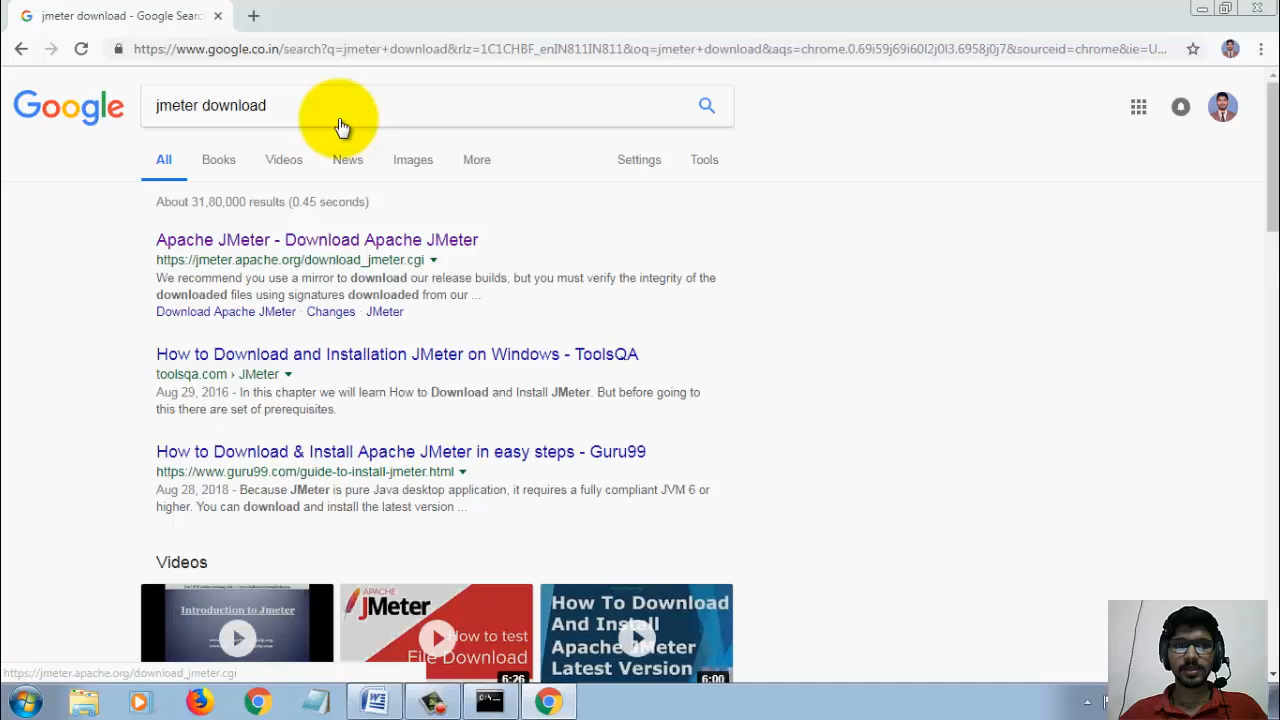 jmeter download - Google Searc
https://www.google.co.in/search?q=jmeter+download&rlz=1C1CHBF_enIN811IN811&oq=jmeter+download&aqs=chrome.0.69i59j69i60l2j0l3.6958j0j7&sourceid=chrome&ie=U...
Google
jmeter download
All Books Videos News Images More Settings Tools
About 31,80,000 results (0.45 seconds)
Apache JMeter - Download Apache JMeter
https://jmeter.apache.org/download_jmeter.cgi
We recommend you use a mirror to download our release builds, but you must verify the integrity of the
downloaded files using signatures downloaded from our ...
Download Apache JMeter · Changes · JMeter
How to Download and Installation JMeter on Windows - ToolsQA
toolsqa.com › JMeter
Aug 29, 2016 - In this chapter we will learn How to Download and Install JMeter. But before going to
this there are set of prerequisites.
How to Download & Install Apache JMeter in easy steps - Guru99
https://www.guru99.com/guide-to-install-jmeter.html
Aug 28, 2018 - Because JMeter is pure Java desktop application, it requires a fully compliant JVM 6 or
higher. You can download and install the latest version ...
Videos
Introduction to Jmeter
APACHE
JMeter
How to test
File Download
6:26
How To Download
And Install
Apache JMeter
Latest Version
6:00
https://jmeter.apache.org/download_jmeter.cgi